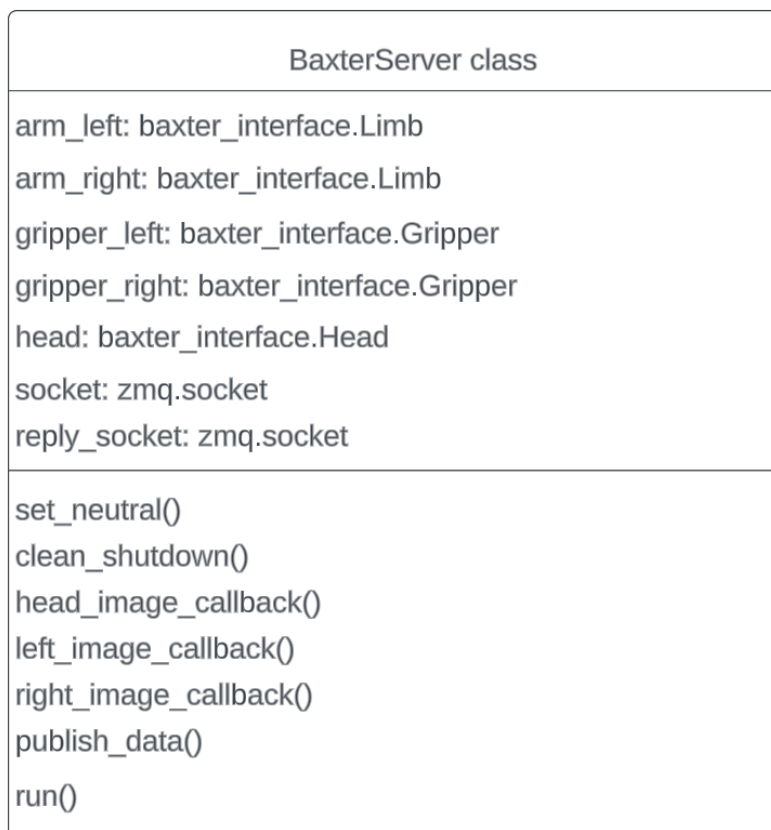 BaxterServer class
arm_left: baxter_interface.Limb
arm_right: baxter_interface.Limb
gripper_left: baxter_interface.Gripper
gripper_right: baxter_interface.Gripper
head: baxter_interface.Head
socket: zmq.socket
reply_socket: zmq.socket
set_neutral()
clean_shutdown()
head_image_callback()
left_image_callback()
right_image_callback()
publish_data()
run()